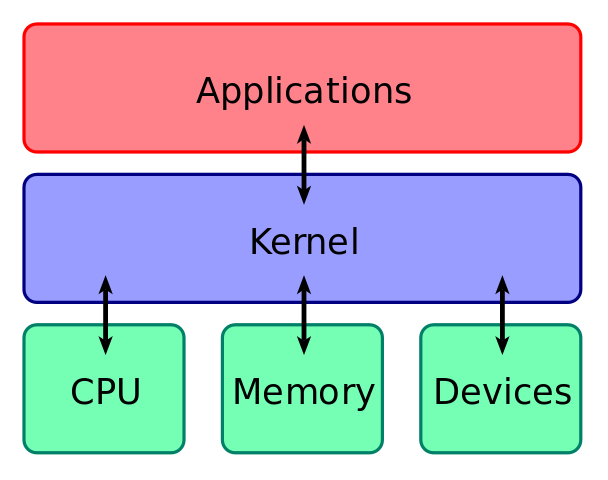 Applications
Kernel
CPU
Memory
Devices